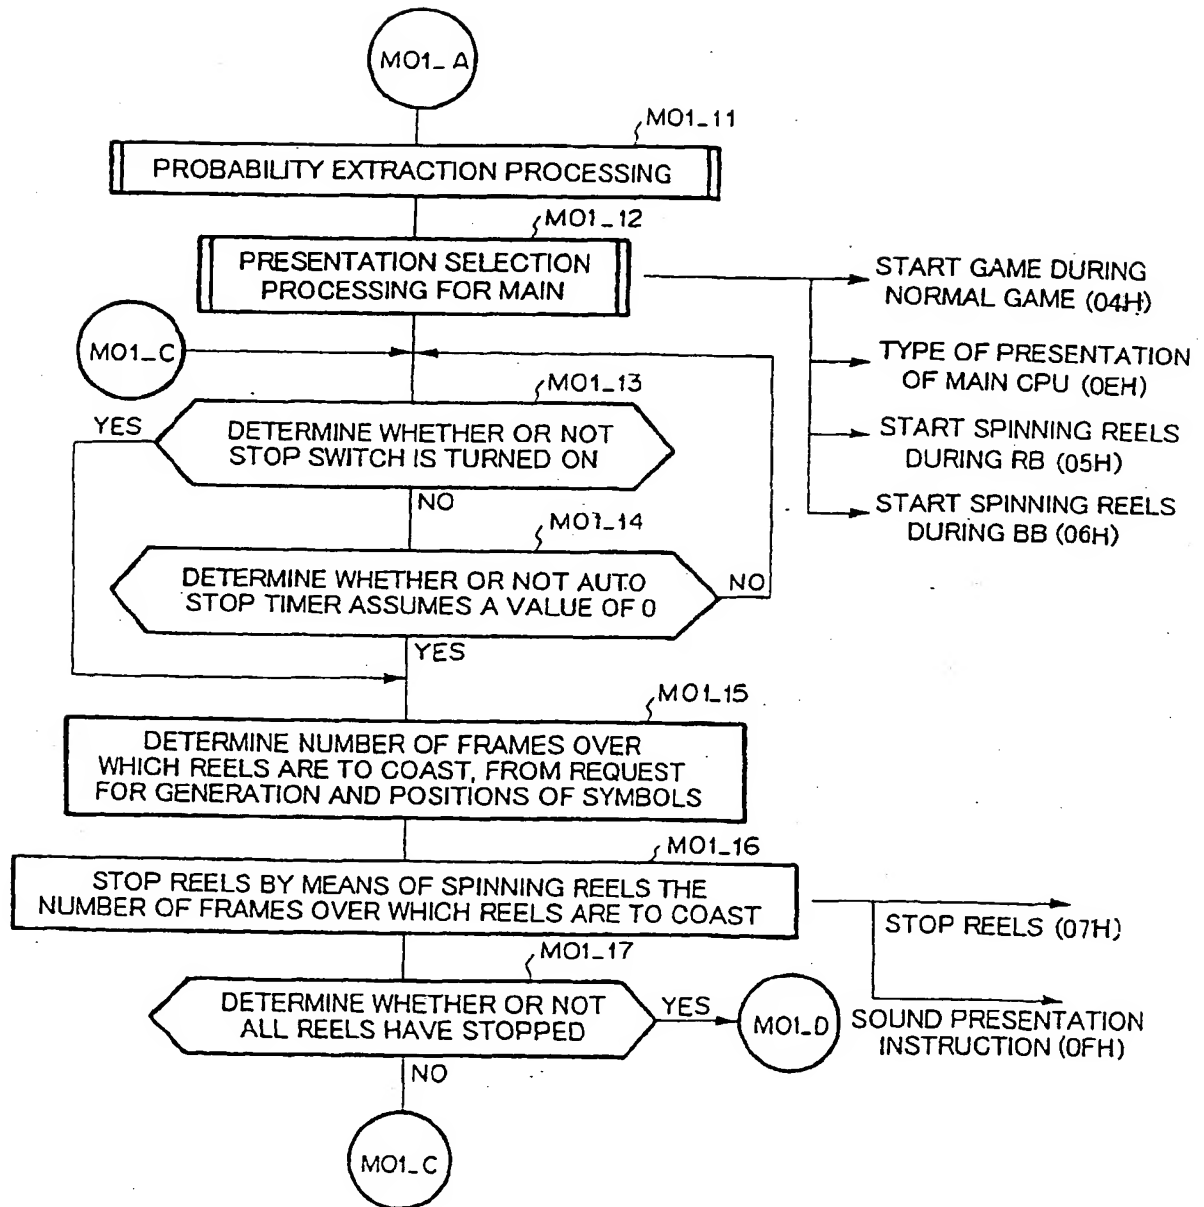 M01_A
M01_11
PROBABILITY EXTRACTION PROCESSING
M01_12
PRESENTATION SELECTION
PROCESSING FOR MAIN
START GAME DURING
NORMAL GAME (04H)
TYPE OF PRESENTATION
OF MAIN CPU (0EH)
START SPINNING REELS
DURING RB (05H)
START SPINNING REELS
DURING BB (06H)
M01_C
M01_13
YES
DETERMINE WHETHER OR NOT
STOP SWITCH IS TURNED ON
NO
M01_14
DETERMINE WHETHER OR NOT AUTO
STOP TIMER ASSUMES A VALUE OF 0
NO
YES
M01_15
DETERMINE NUMBER OF FRAMES OVER
WHICH REELS ARE TO COAST, FROM REQUEST
FOR GENERATION AND POSITIONS OF SYMBOLS
M01_16
STOP REELS BY MEANS OF SPINNING REELS THE
NUMBER OF FRAMES OVER WHICH REELS ARE TO COAST
STOP REELS (07H)
SOUND PRESENTATION
INSTRUCTION (0FH)
M01_17
DETERMINE WHETHER OR NOT
ALL REELS HAVE STOPPED
YES
M01_D
NO
M01_C